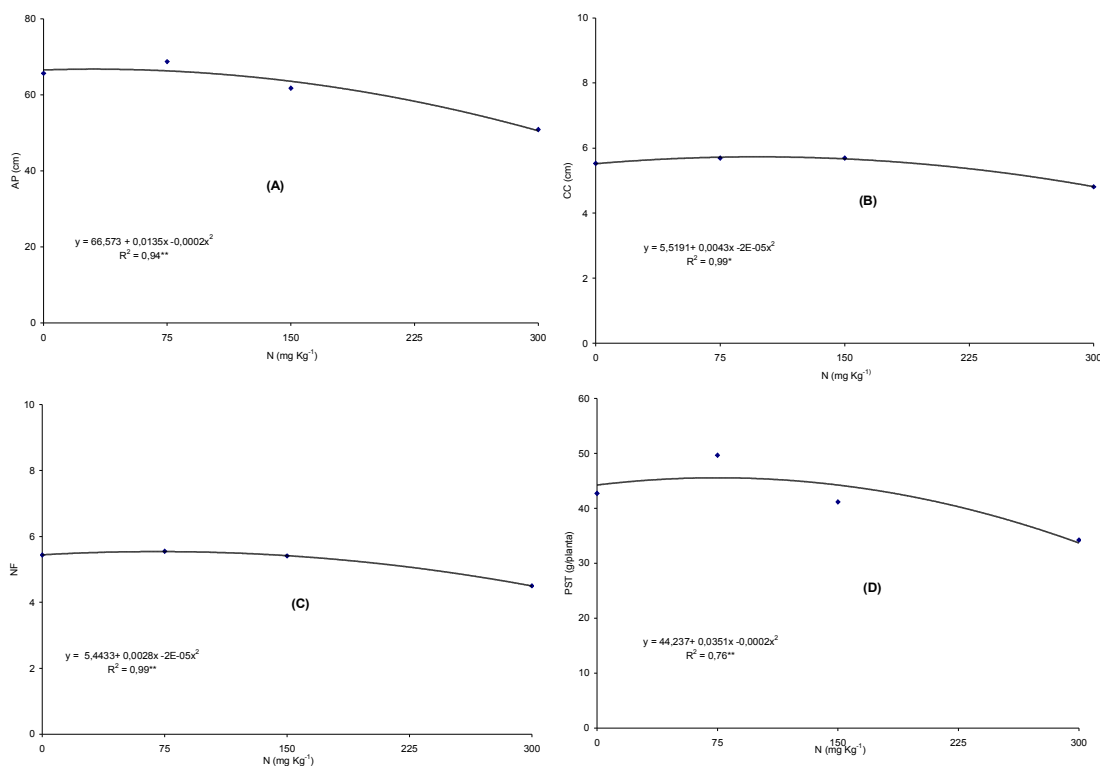 80
60
40
20
0
AP (cm)
(A)
y = 66,573 + 0,0135x -0,0002x²
R² = 0,94**
0 75 150 225 300
N (mg Kg⁻¹)
10
8
6
4
2
0
CC (cm)
(B)
y = 5,5191+ 0,0043x -2E-05x²
R² = 0,99*
0 75 150 225 300
N (mg Kg⁻¹⁾
10
8
6
4
2
0
NF
(C)
y = 5,4433+ 0,0028x -2E-05x²
R² = 0,99**
0 75 150 225 300
N (mg Kg⁻¹)
60
50
40
30
20
10
0
PST (g/planta)
(D)
y = 44,237+ 0,0351x -0,0002x²
R² = 0,76**
0 75 150 225 300
N (mg Kg⁻¹)